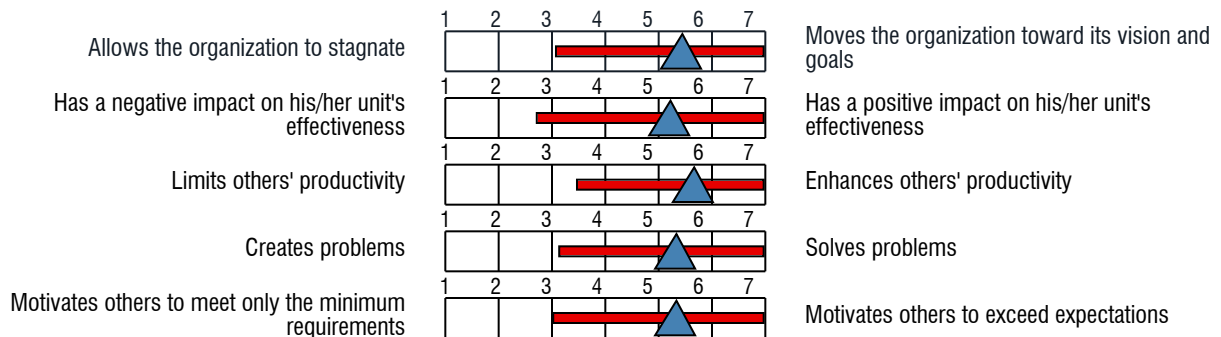 1 2 3 4 5 6 7
Allows the organization to stagnate
Moves the organization toward its vision and
goals
1 2 3 4 5 6 7
Has a negative impact on his/her unit's
effectiveness
Has a positive impact on his/her unit's
effectiveness
1 2 3 4 5 6 7
Limits others' productivity
Enhances others' productivity
1 2 3 4 5 6 7
Creates problems
Solves problems
1 2 3 4 5 6 7
Motivates others to meet only the minimum
requirements
Motivates others to exceed expectations